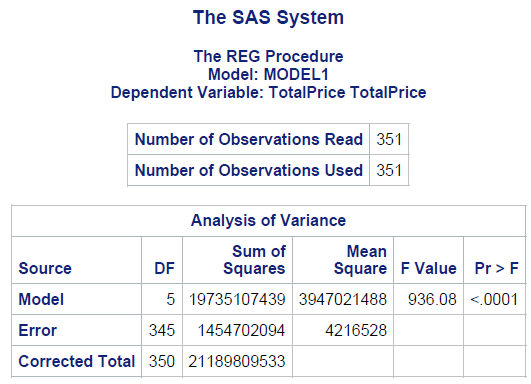 The SAS System
The REG Procedure
Model: MODEL1
Dependent Variable: TotalPrice TotalPrice
Number of Observations Read 351
Number of Observations Used 351
Analysis of Variance
Source DF Sum of Squares Mean Square F Value Pr > F
Model 5 19735107439 3947021488 936.08 <.0001
Error 345 1454702094 4216528
Corrected Total 350 21189809533